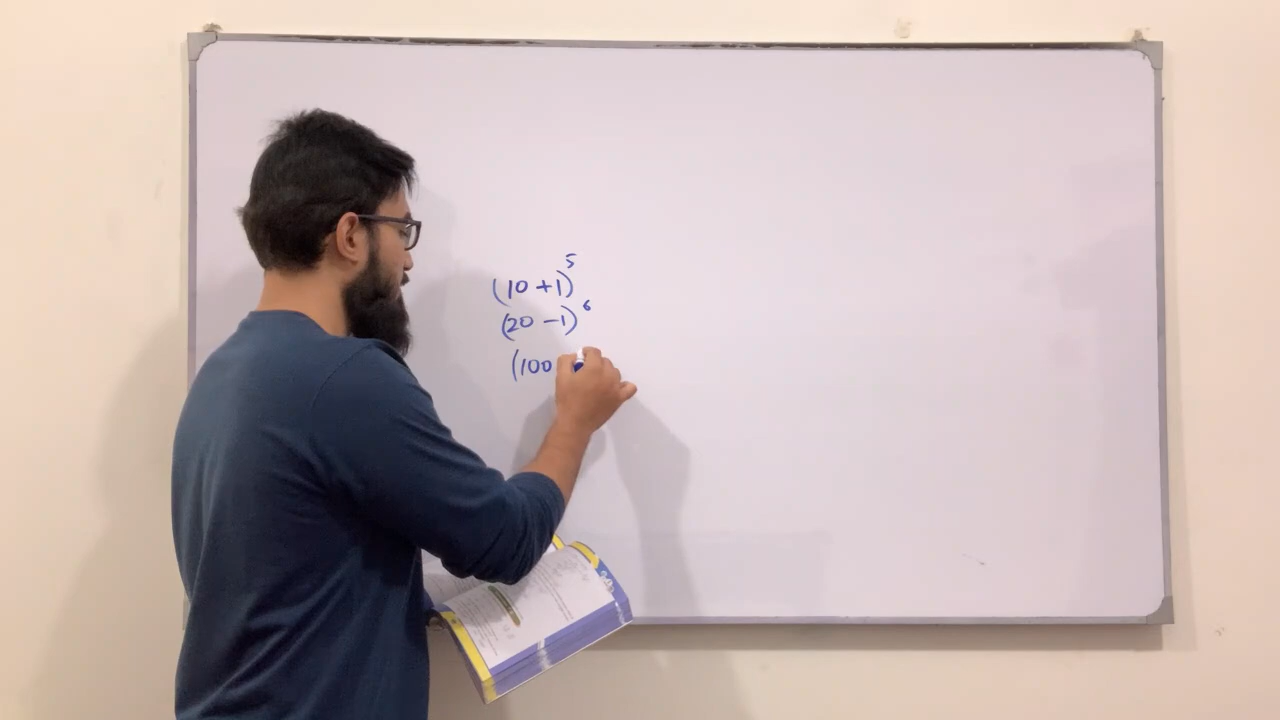 (10 + 1)⁵
(20 − 1)⁶
(100